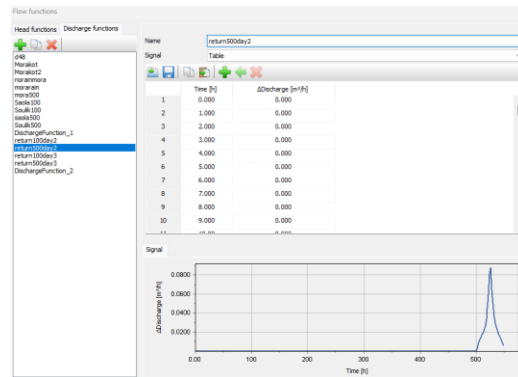 Flow functions
Head functions Discharge functions
d48
Morakot
Morakot2
norainmora
morarain
mora500
Saola100
Soulik100
saola500
Soulik500
DischargeFunction_1
return100day2
return500day2
return100day3
return500day3
DischargeFunction_2
Name return500day2
Signal Table
Time [h] ΔDischarge [m³/h]
1 0.000 0.000
2 1.000 0.000
3 2.000 0.000
4 3.000 0.000
5 4.000 0.000
6 5.000 0.000
7 6.000 0.000
8 7.000 0.000
9 8.000 0.000
10 9.000 0.000
Signal
ΔDischarge [m³/h]
0.0800
0.0600
0.0400
0.0200
0.00 100 200 300 400 500
Time [h]